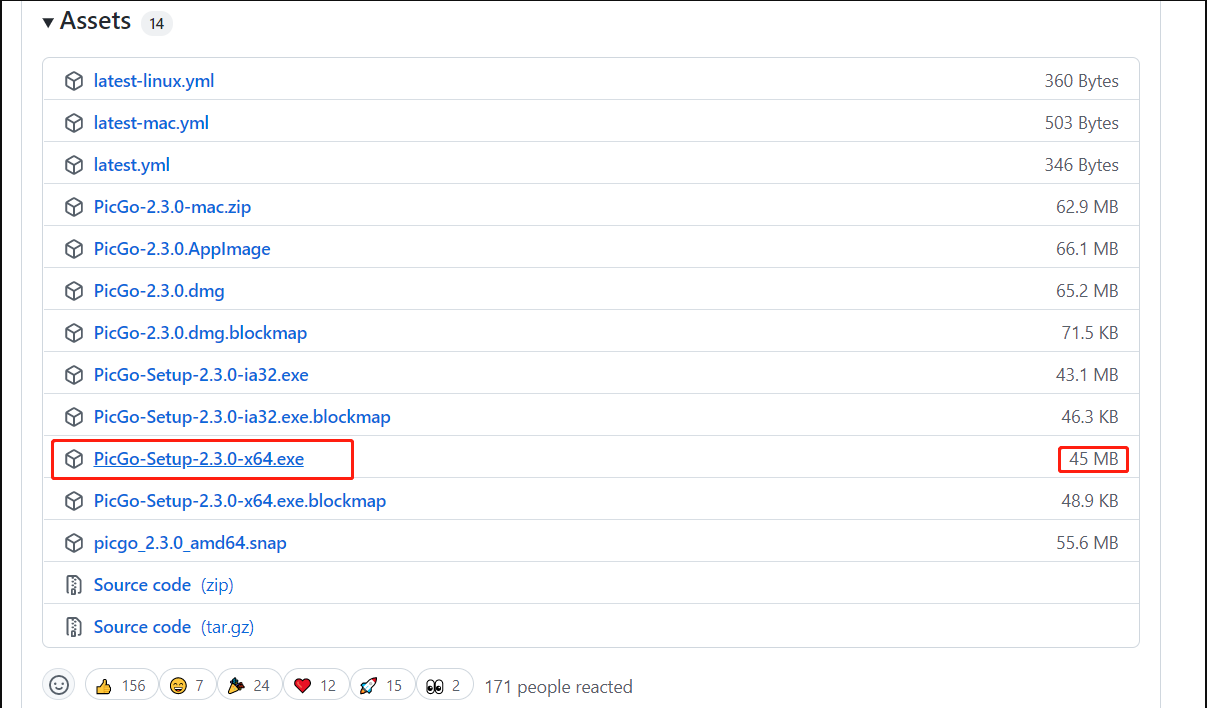 Assets 14
latest-linux.yml 360 Bytes
latest-mac.yml 503 Bytes
latest.yml 346 Bytes
PicGo-2.3.0-mac.zip 62.9 MB
PicGo-2.3.0.AppImage 66.1 MB
PicGo-2.3.0.dmg 65.2 MB
PicGo-2.3.0.dmg.blockmap 71.5 KB
PicGo-Setup-2.3.0-ia32.exe 43.1 MB
PicGo-Setup-2.3.0-ia32.exe.blockmap 46.3 KB
PicGo-Setup-2.3.0-x64.exe 45 MB
PicGo-Setup-2.3.0-x64.exe.blockmap 48.9 KB
picgo_2.3.0_amd64.snap 55.6 MB
Source code (zip)
Source code (tar.gz)
156 7 24 12 15 2 171 people reacted